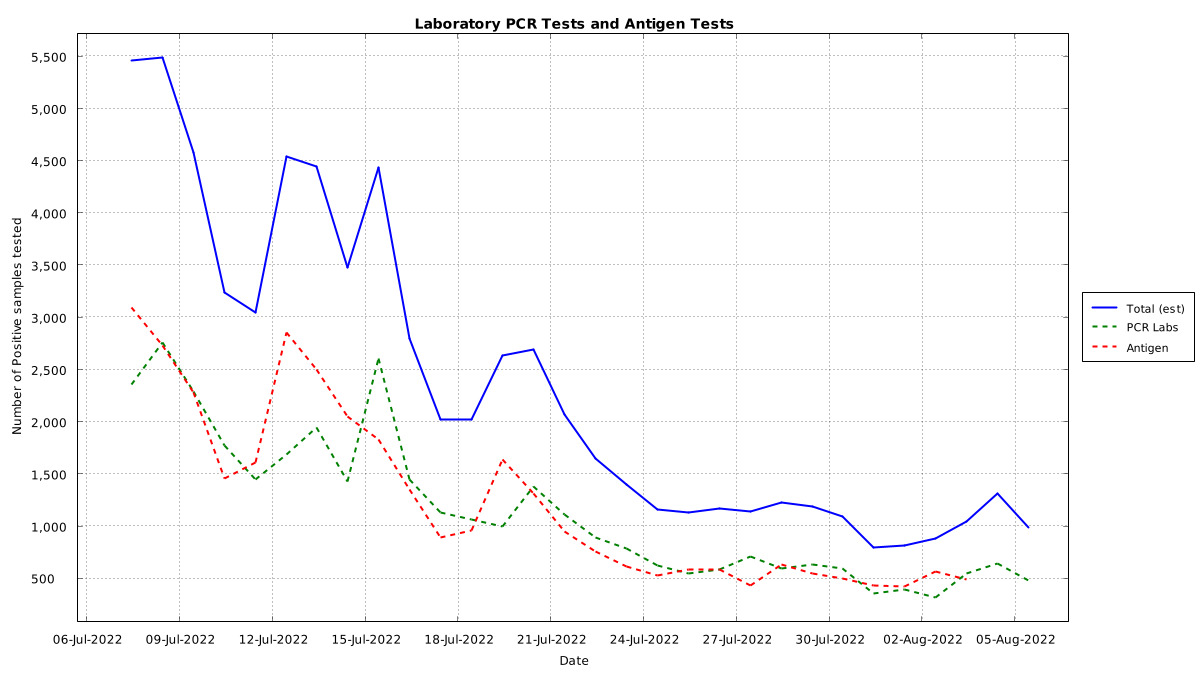 Laboratory PCR Tests and Antigen Tests
Number of Positive samples tested
5,500
5,000
4,500
4,000
3,500
3,000
2,500
2,000
1,500
1,000
500
06-Jul-2022 09-Jul-2022 12-Jul-2022 15-Jul-2022 18-Jul-2022 21-Jul-2022 24-Jul-2022 27-Jul-2022 30-Jul-2022 02-Aug-2022 05-Aug-2022
Date
Total (est)
PCR Labs
Antigen